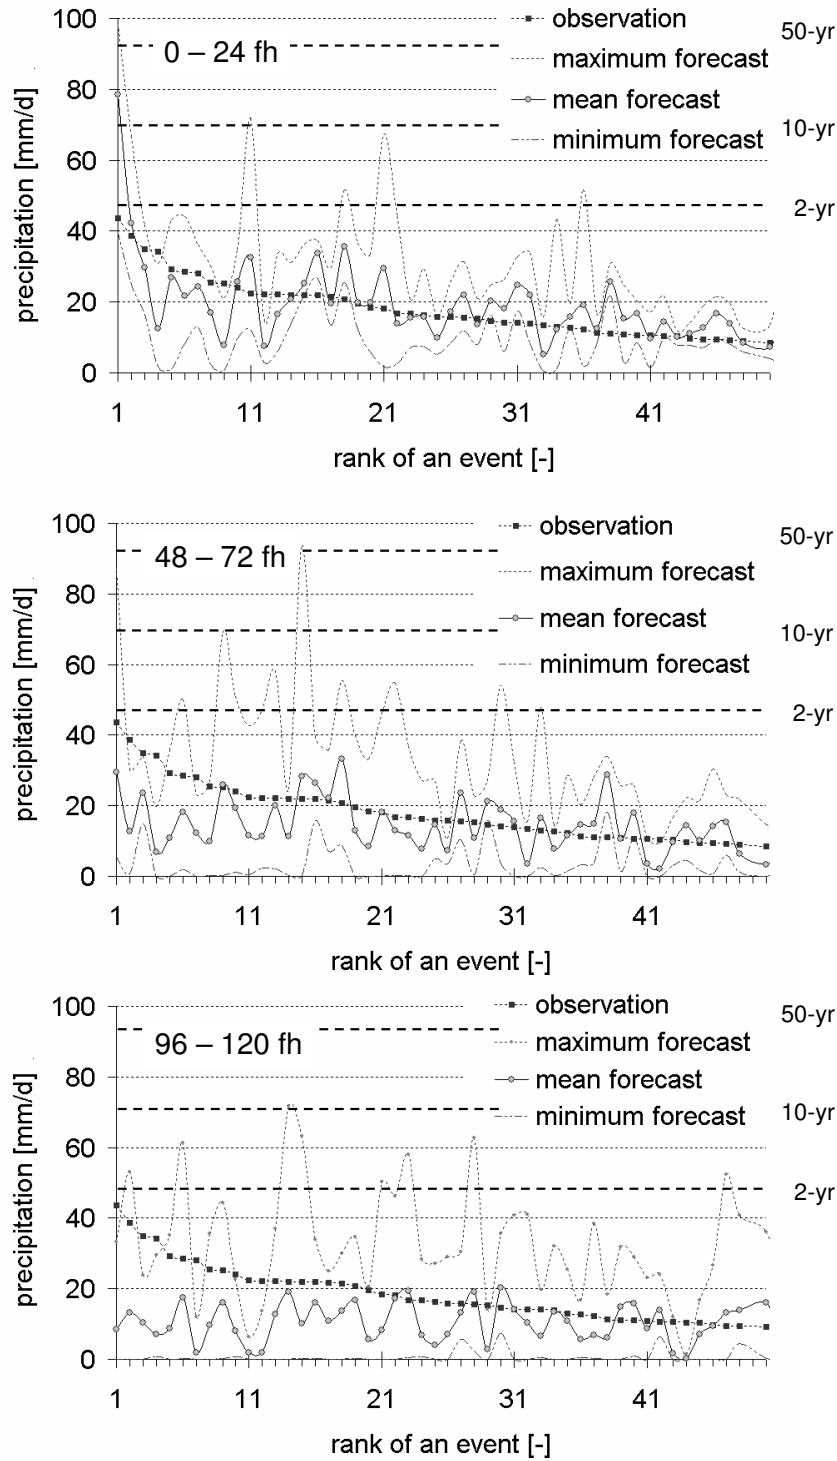 100
80
60
40
20
0
precipitation [mm/d]
0 – 24 fh
observation
maximum forecast
mean forecast
minimum forecast
50-yr
10-yr
2-yr
1
11
21
31
41
rank of an event [-]
100
80
60
40
20
0
precipitation [mm/d]
48 – 72 fh
observation
maximum forecast
mean forecast
minimum forecast
50-yr
10-yr
2-yr
1
11
21
31
41
rank of an event [-]
100
80
60
40
20
0
precipitation [mm/d]
96 – 120 fh
observation
maximum forecast
mean forecast
minimum forecast
50-yr
10-yr
2-yr
1
11
21
31
41
rank of an event [-]